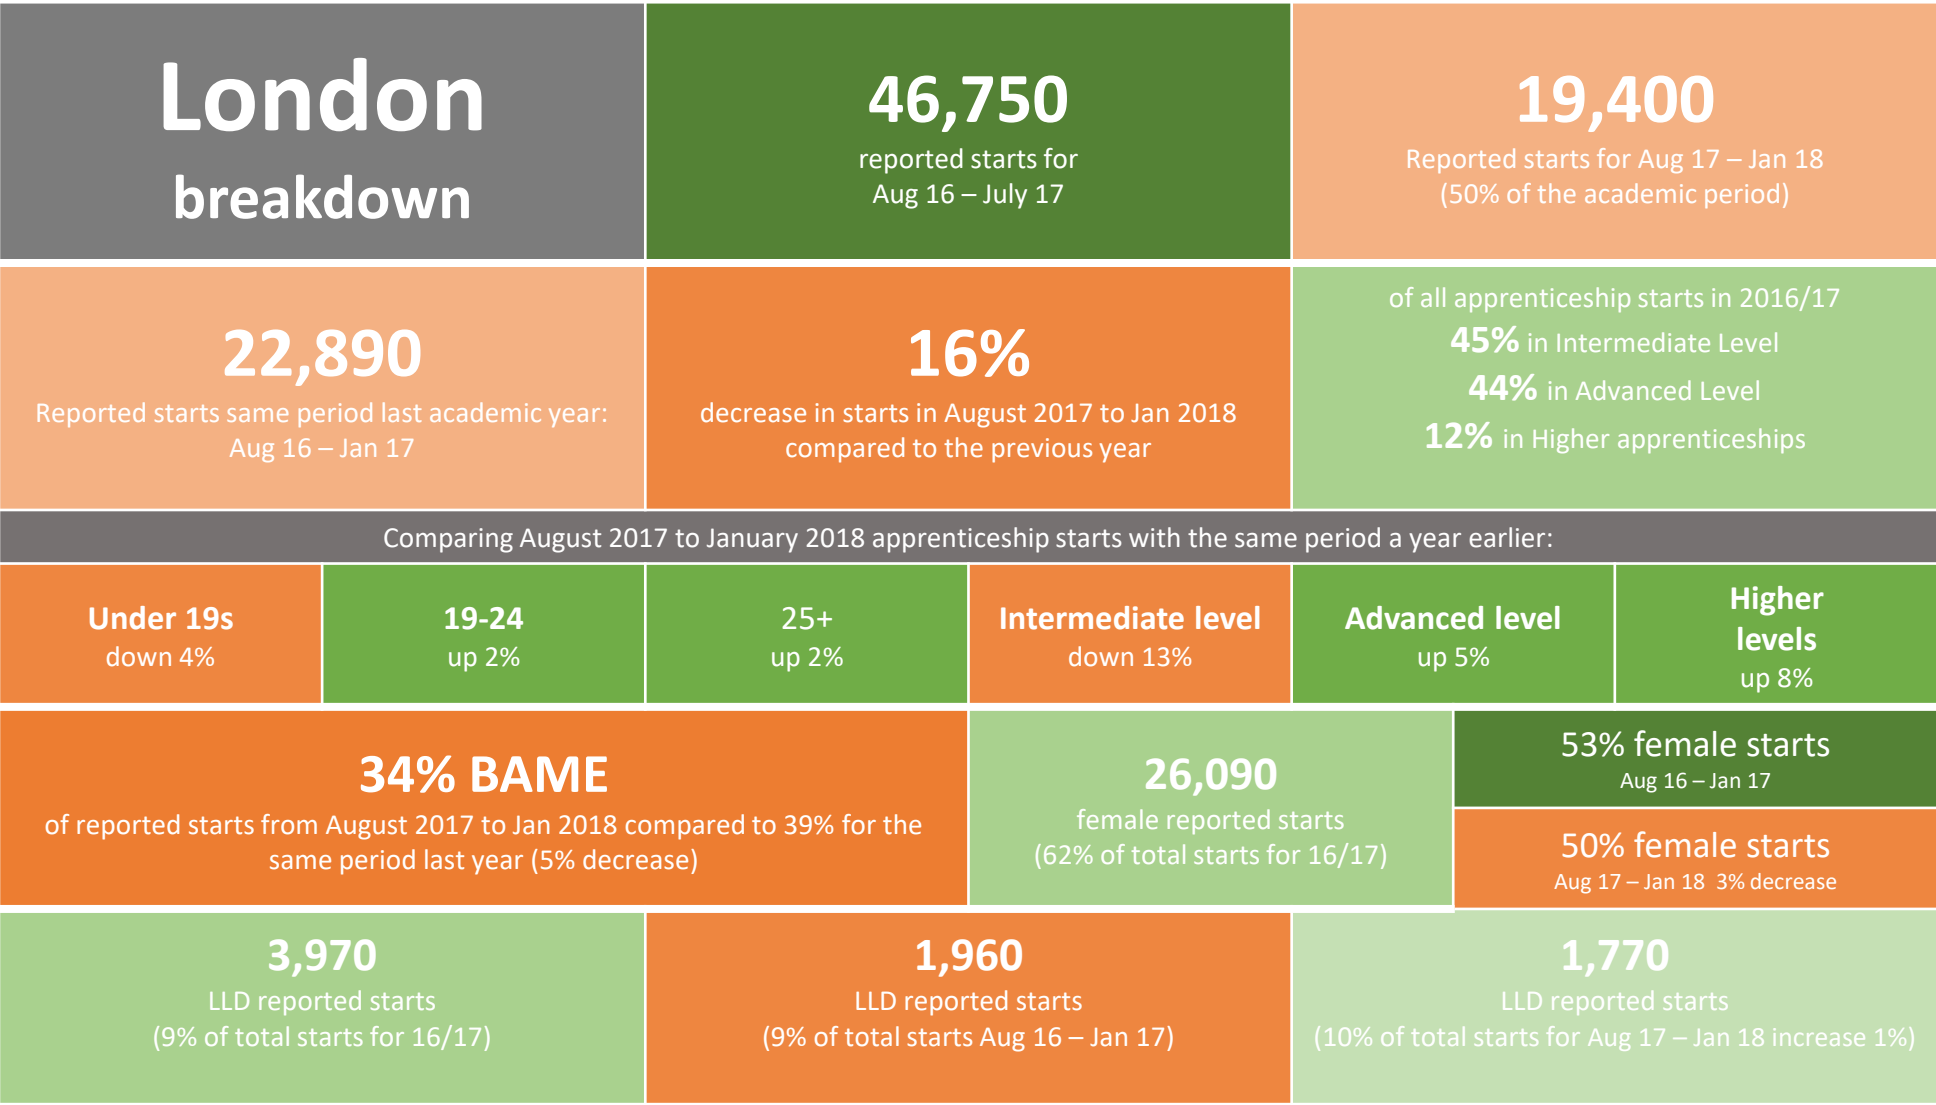 London
breakdown
46,750
reported starts for
Aug 16 – July 17
19,400
Reported starts for Aug 17 – Jan 18
(50% of the academic period)
22,890
Reported starts same period last academic year:
Aug 16 – Jan 17
16%
decrease in starts in August 2017 to Jan 2018
compared to the previous year
of all apprenticeship starts in 2016/17
45% in Intermediate Level
44% in Advanced Level
12% in Higher apprenticeships
Comparing August 2017 to January 2018 apprenticeship starts with the same period a year earlier:
Under 19s
down 4%
19-24
up 2%
25+
up 2%
Intermediate level
down 13%
Advanced level
up 5%
Higher
levels
up 8%
34% BAME
of reported starts from August 2017 to Jan 2018 compared to 39% for the
same period last year (5% decrease)
26,090
female reported starts
(62% of total starts for 16/17)
53% female starts
Aug 16 – Jan 17
50% female starts
Aug 17 – Jan 18 3% decrease
3,970
LLD reported starts
(9% of total starts for 16/17)
1,960
LLD reported starts
(9% of total starts Aug 16 – Jan 17)
1,770
LLD reported starts
(10% of total starts for Aug 17 – Jan 18 increase 1%)